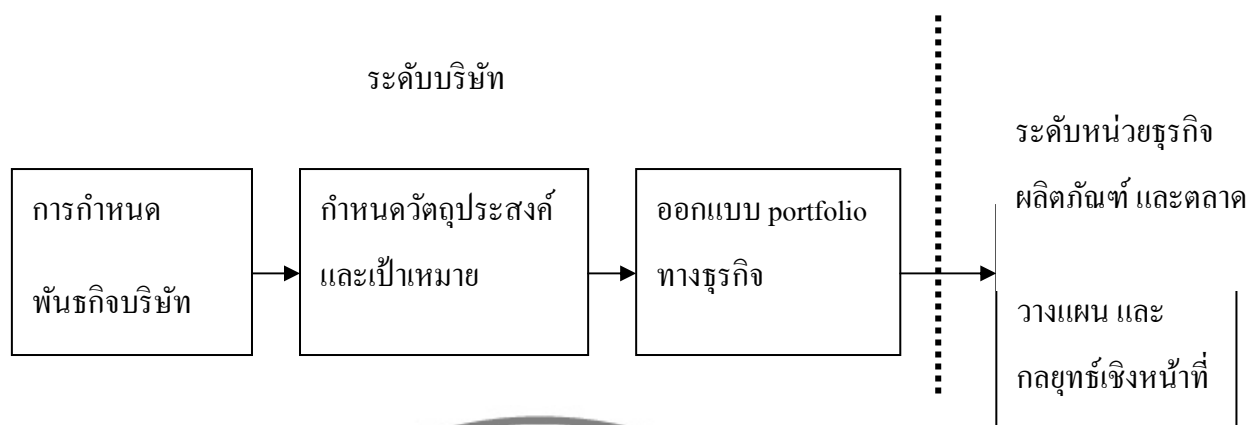 ระดับบริษัท
การกำหนด
พันธกิจบริษัท
กำหนดวัตถุประสงค์
และเป้าเหมาย
ออกแบบ portfolio
ทางธุรกิจ
ระดับหน่วยธุรกิจ
ผลิตภัณฑ์ และตลาด
วางแผน และ
กลยุทธ์เชิงหน้าที่